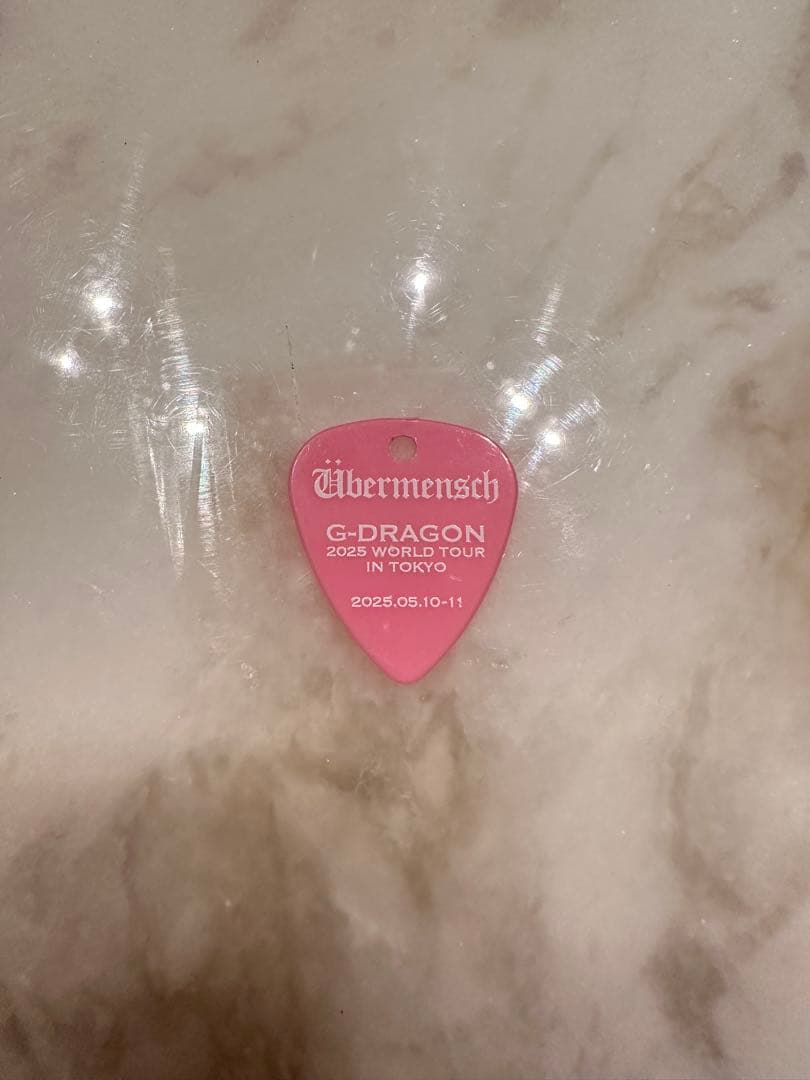 Übermensch
G-DRAGON
2025 WORLD TOUR
IN TOKYO
2025.05.10-11